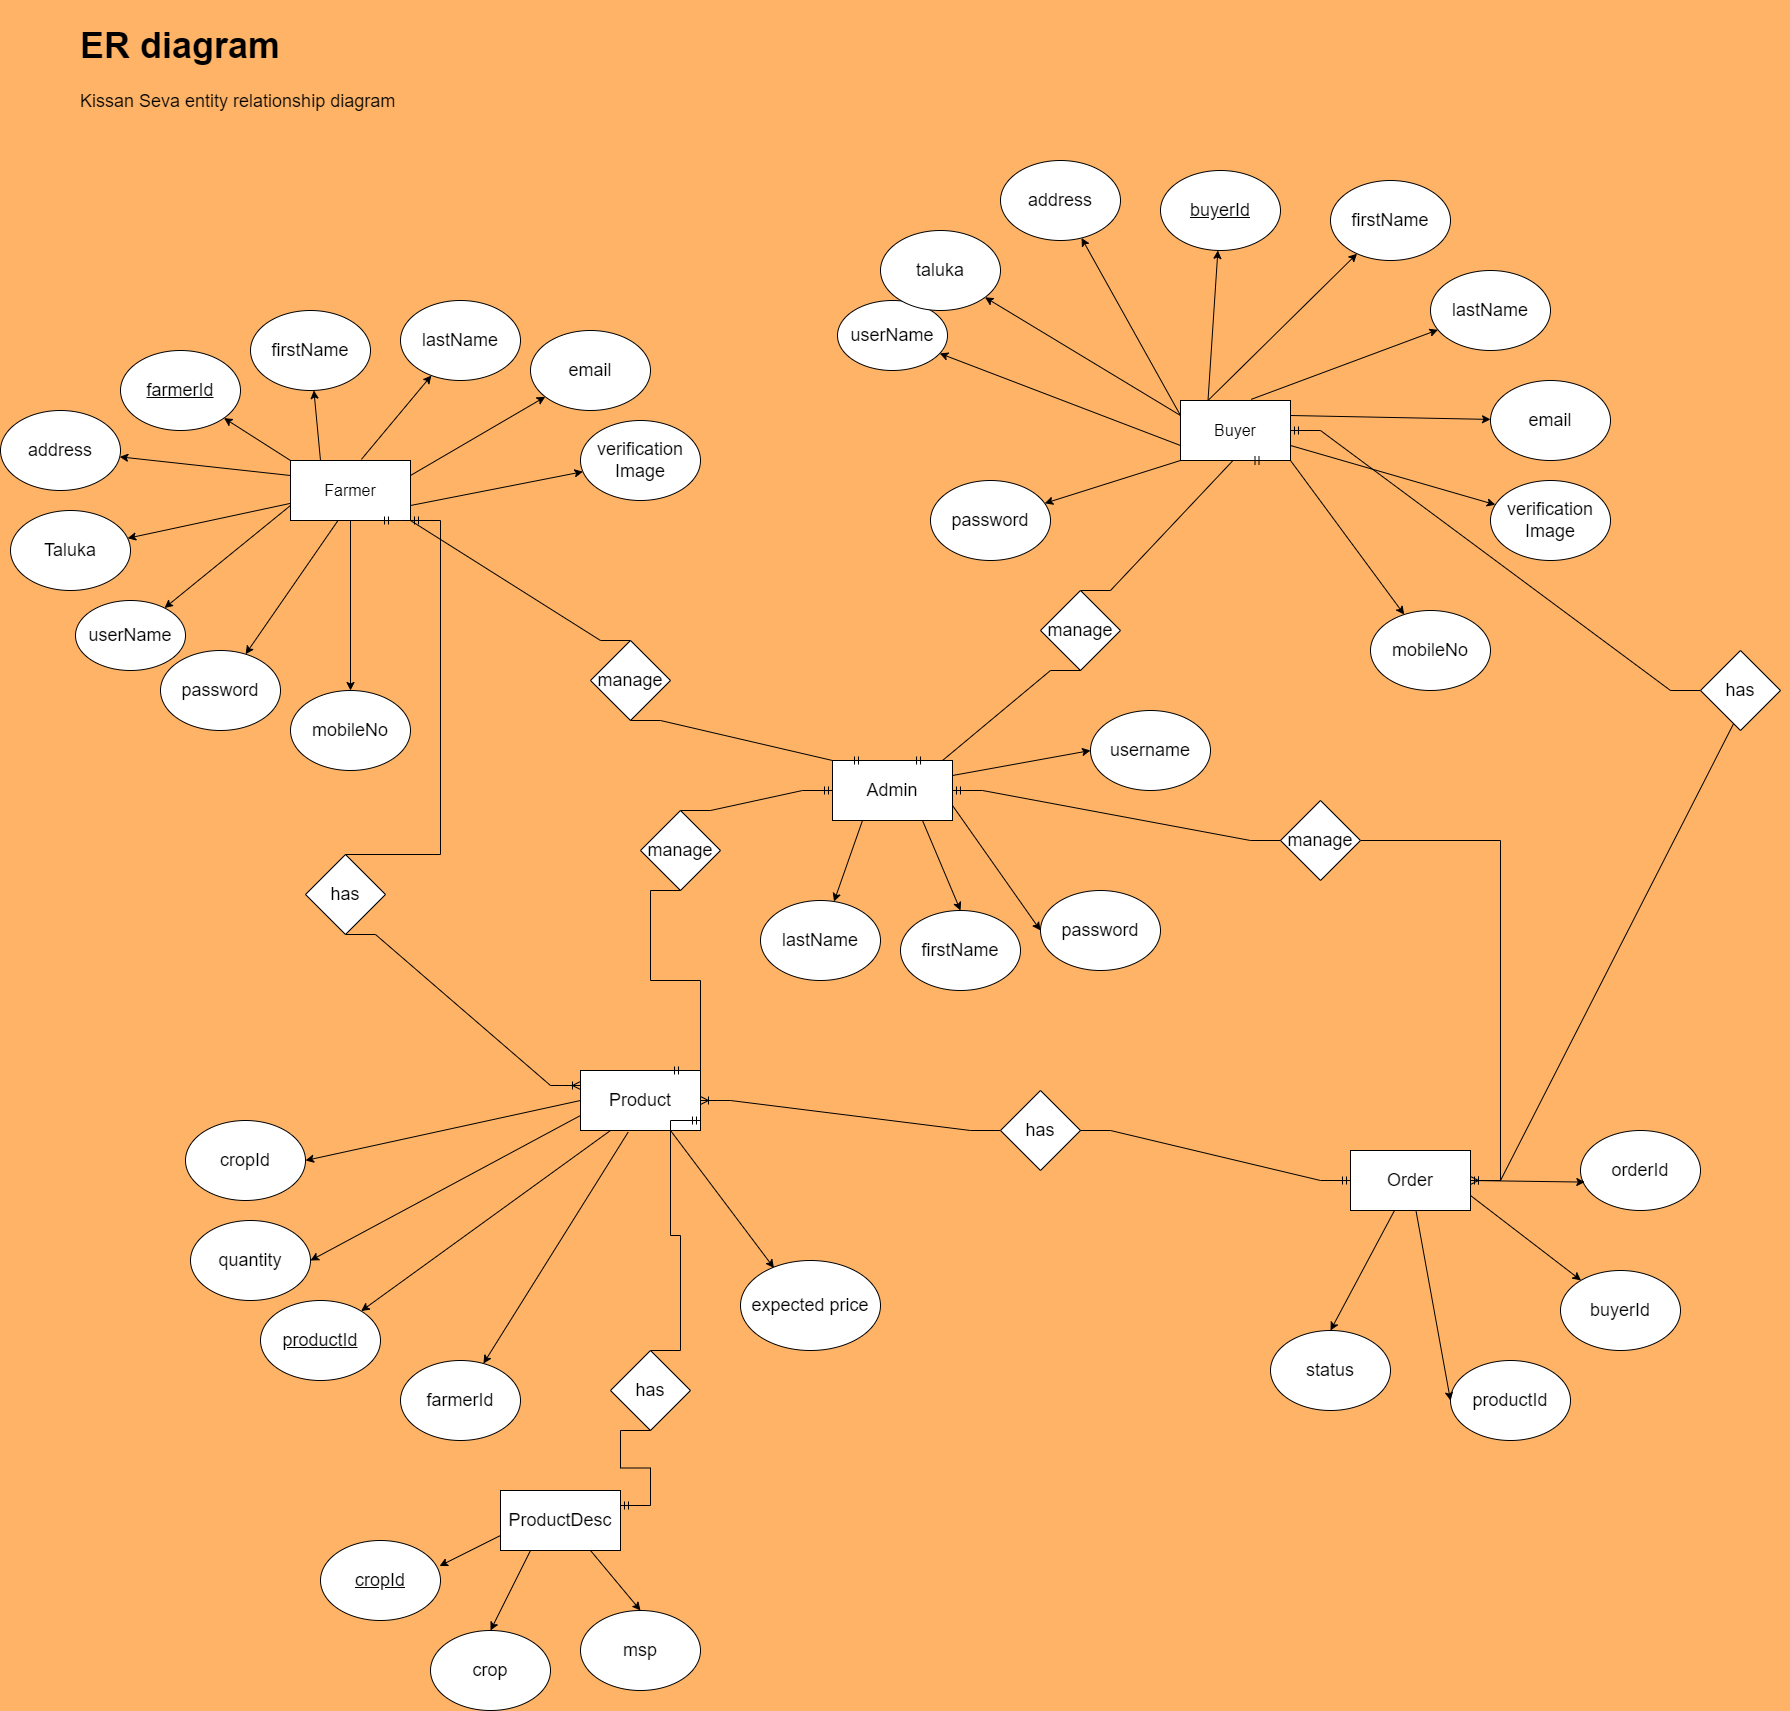 ER diagram
Kissan Seva entity relationship diagram
address
buyerId
firstName
taluka
userName
lastName
email
verification
Image
Buyer
password
mobileNo
farmerId
firstName
lastName
email
address
verification
Image
Farmer
Taluka
userName
password
mobileNo
manage
manage
has
username
Admin
manage
manage
lastName
firstName
password
has
Product
has
Order
orderId
cropId
quantity
productId
farmerId
expected price
buyerId
status
productId
has
ProductDesc
cropId
crop
msp